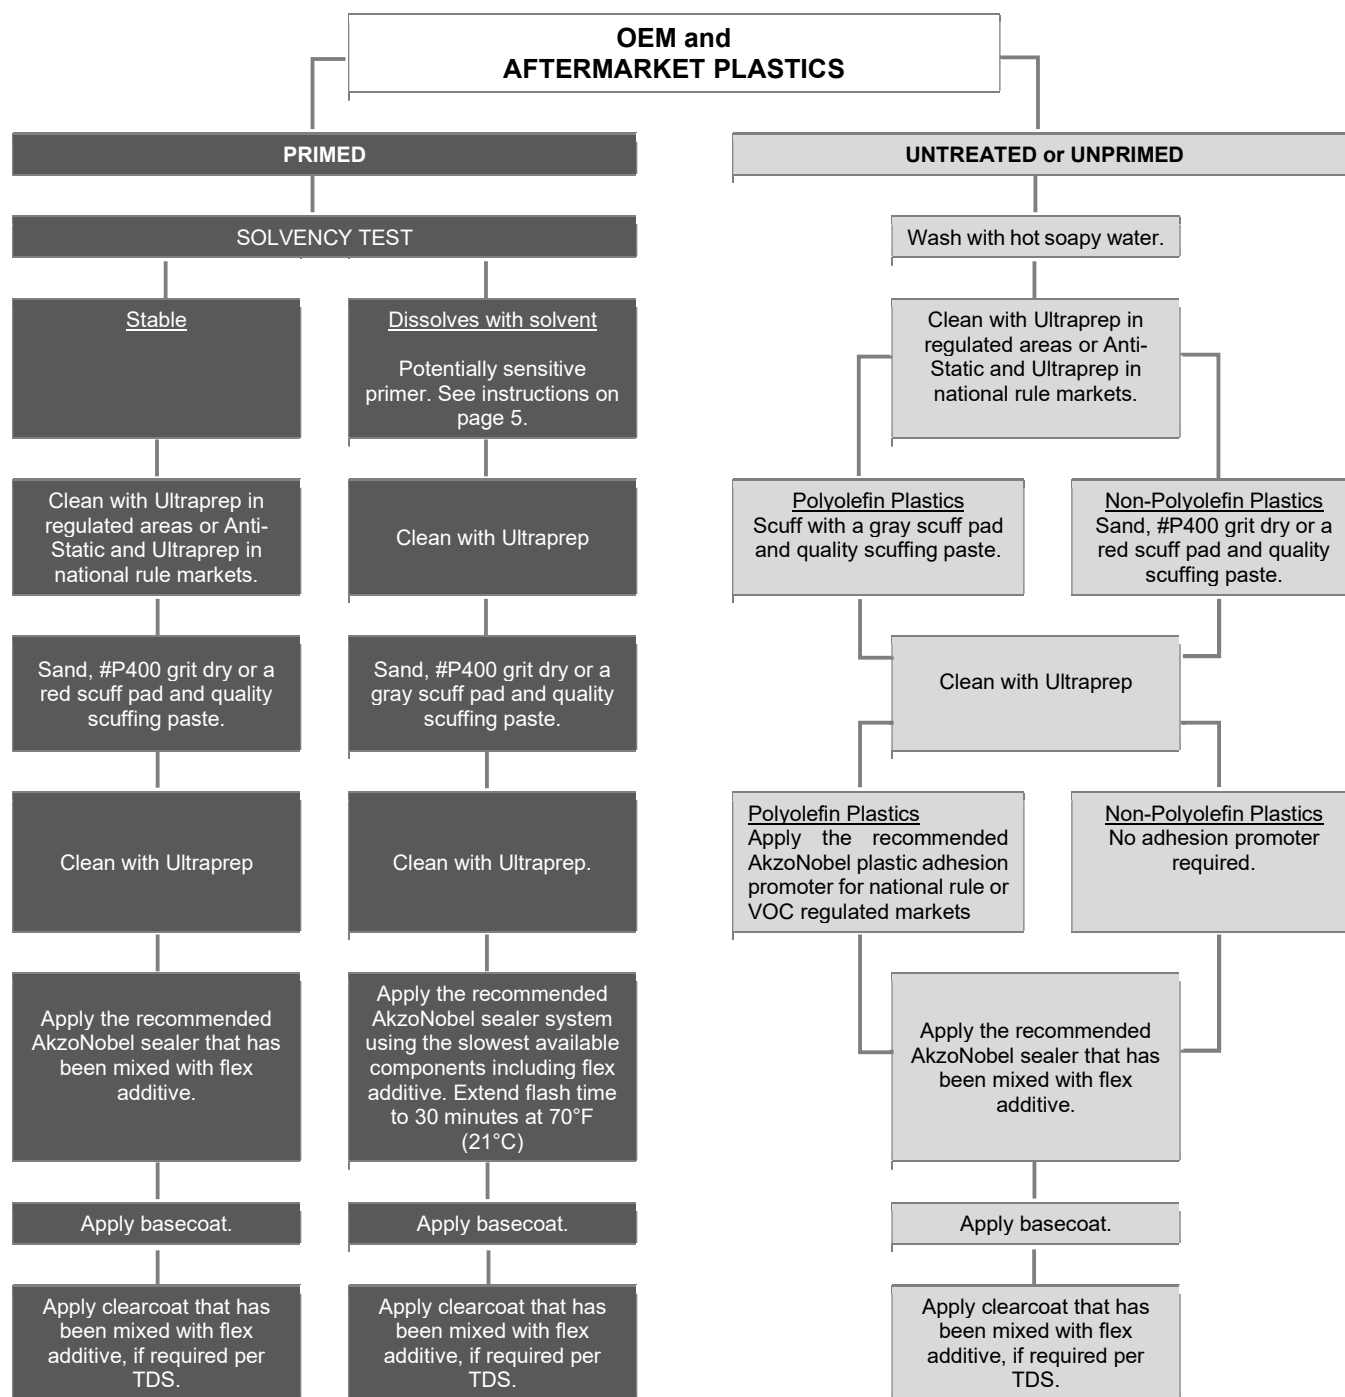 OEM and
AFTERMARKET PLASTICS
PRIMED
SOLVENCY TEST
Stable
Clean with Ultraprep in
regulated areas or Anti-
Static and Ultraprep in
national rule markets.
Sand, #P400 grit dry or a
red scuff pad and quality
scuffing paste.
Clean with Ultraprep
Apply the recommended
AkzoNobel sealer that has
been mixed with flex
additive.
Apply basecoat.
Apply clearcoat that has
been mixed with flex
additive, if required per
TDS.
Dissolves with solvent
Potentially sensitive
primer. See instructions on
page 5.
Clean with Ultraprep
Sand, #P400 grit dry or a
gray scuff pad and quality
scuffing paste.
Clean with Ultraprep.
Apply the recommended
AkzoNobel sealer system
using the slowest available
components including flex
additive. Extend flash time
to 30 minutes at 70°F
(21°C)
Apply basecoat.
Apply clearcoat that has
been mixed with flex
additive, if required per
TDS.
UNTREATED or UNPRIMED
Wash with hot soapy water.
Clean with Ultraprep in
regulated areas or Anti-
Static and Ultraprep in
national rule markets.
Polyolefin Plastics
Scuff with a gray scuff pad
and quality scuffing paste.
Non-Polyolefin Plastics
Sand, #P400 grit dry or a
red scuff pad and quality
scuffing paste.
Clean with Ultraprep
Polyolefin Plastics
Apply the recommended
AkzoNobel plastic adhesion
promoter for national rule or
VOC regulated markets
Non-Polyolefin Plastics
No adhesion promoter
required.
Apply the recommended
AkzoNobel sealer that has
been mixed with flex
additive.
Apply basecoat.
Apply clearcoat that has
been mixed with flex
additive, if required per
TDS.